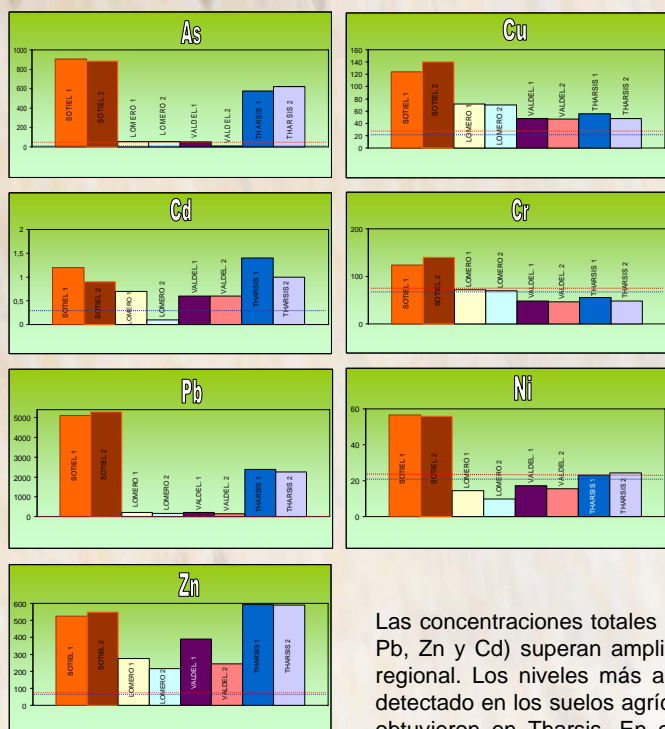 As
1000
800
600
400
200
0
SOTIEL 1
SOTIEL 2
LOMERO 1
LOMERO 2
VALDEL.1
VALDEL.2
THARSIS 1
THARSIS 2
Cu
160
140
120
100
80
60
40
20
0
SOTIEL 1
SOTIEL 2
LOMERO 1
LOMERO 2
VALDEL.1
VALDEL.2
THARSIS 1
THARSIS 2
Cd
2
1,5
1
0,5
0
SOTIEL 1
SOTIEL 2
LOMERO 1
LOMERO 2
VALDEL.1
VALDEL. 2
THARSIS 1
THARSIS 2
Cr
200
100
0
SOTIEL 1
SOTIEL 2
LOMERO 1
LOMERO 2
VALDEL. 1
VALDEL. 2
THARSIS 1
THARSIS 2
Pb
5000
4000
3000
2000
1000
0
SOTIEL 1
SOTIEL 2
LOMERO 1
LOMERO 2
VALDEL. 1
VALDEL. 2
THARSIS 1
THARSIS 2
Ni
60
40
20
0
SOTIEL 1
SOTIEL 2
LOMERO 1
LOMERO 2
VALDEL. 1
VALDEL. 2
THARSIS 1
THARSIS 2
Zn
600
500
400
300
200
100
0
SOTIEL 1
SOTIEL 2
LOMERO 1
LOMERO 2
VALDEL. 1
VALDEL. 2
THARSIS 1
THARSIS 2
Las concentraciones totales
Pb, Zn y Cd) superan ampli
regional. Los niveles más a
detectado en los suelos agríc